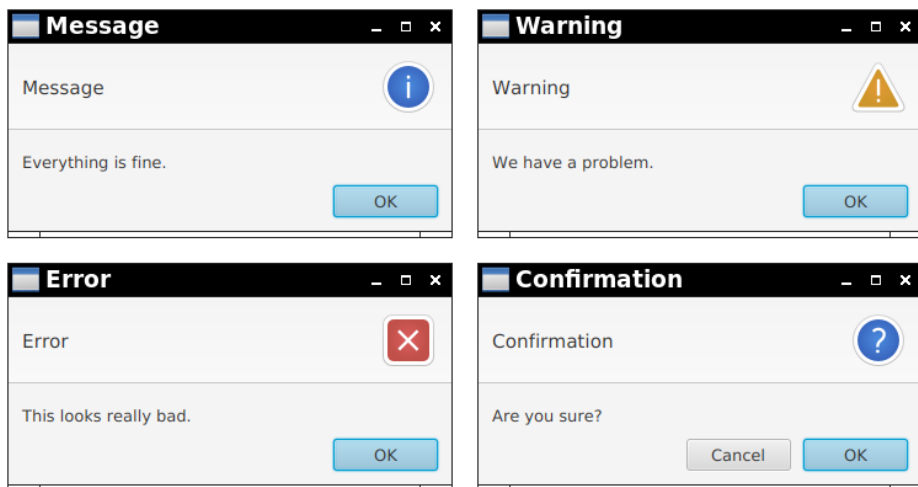 Message
Message
Everything is fine.
OK
Warning
Warning
We have a problem.
OK
Error
Error
This looks really bad.
OK
Confirmation
Confirmation
Are you sure?
Cancel OK